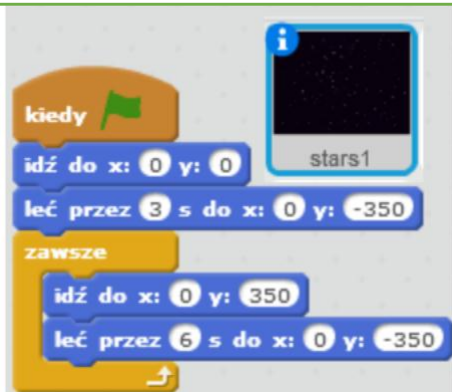 i
stars1
kiedy
idź do x: 0 y: 0
leć przez 3 s do x: 0 y: -350
zawsze
idź do x: 0 y: 350
leć przez 6 s do x: 0 y: -350